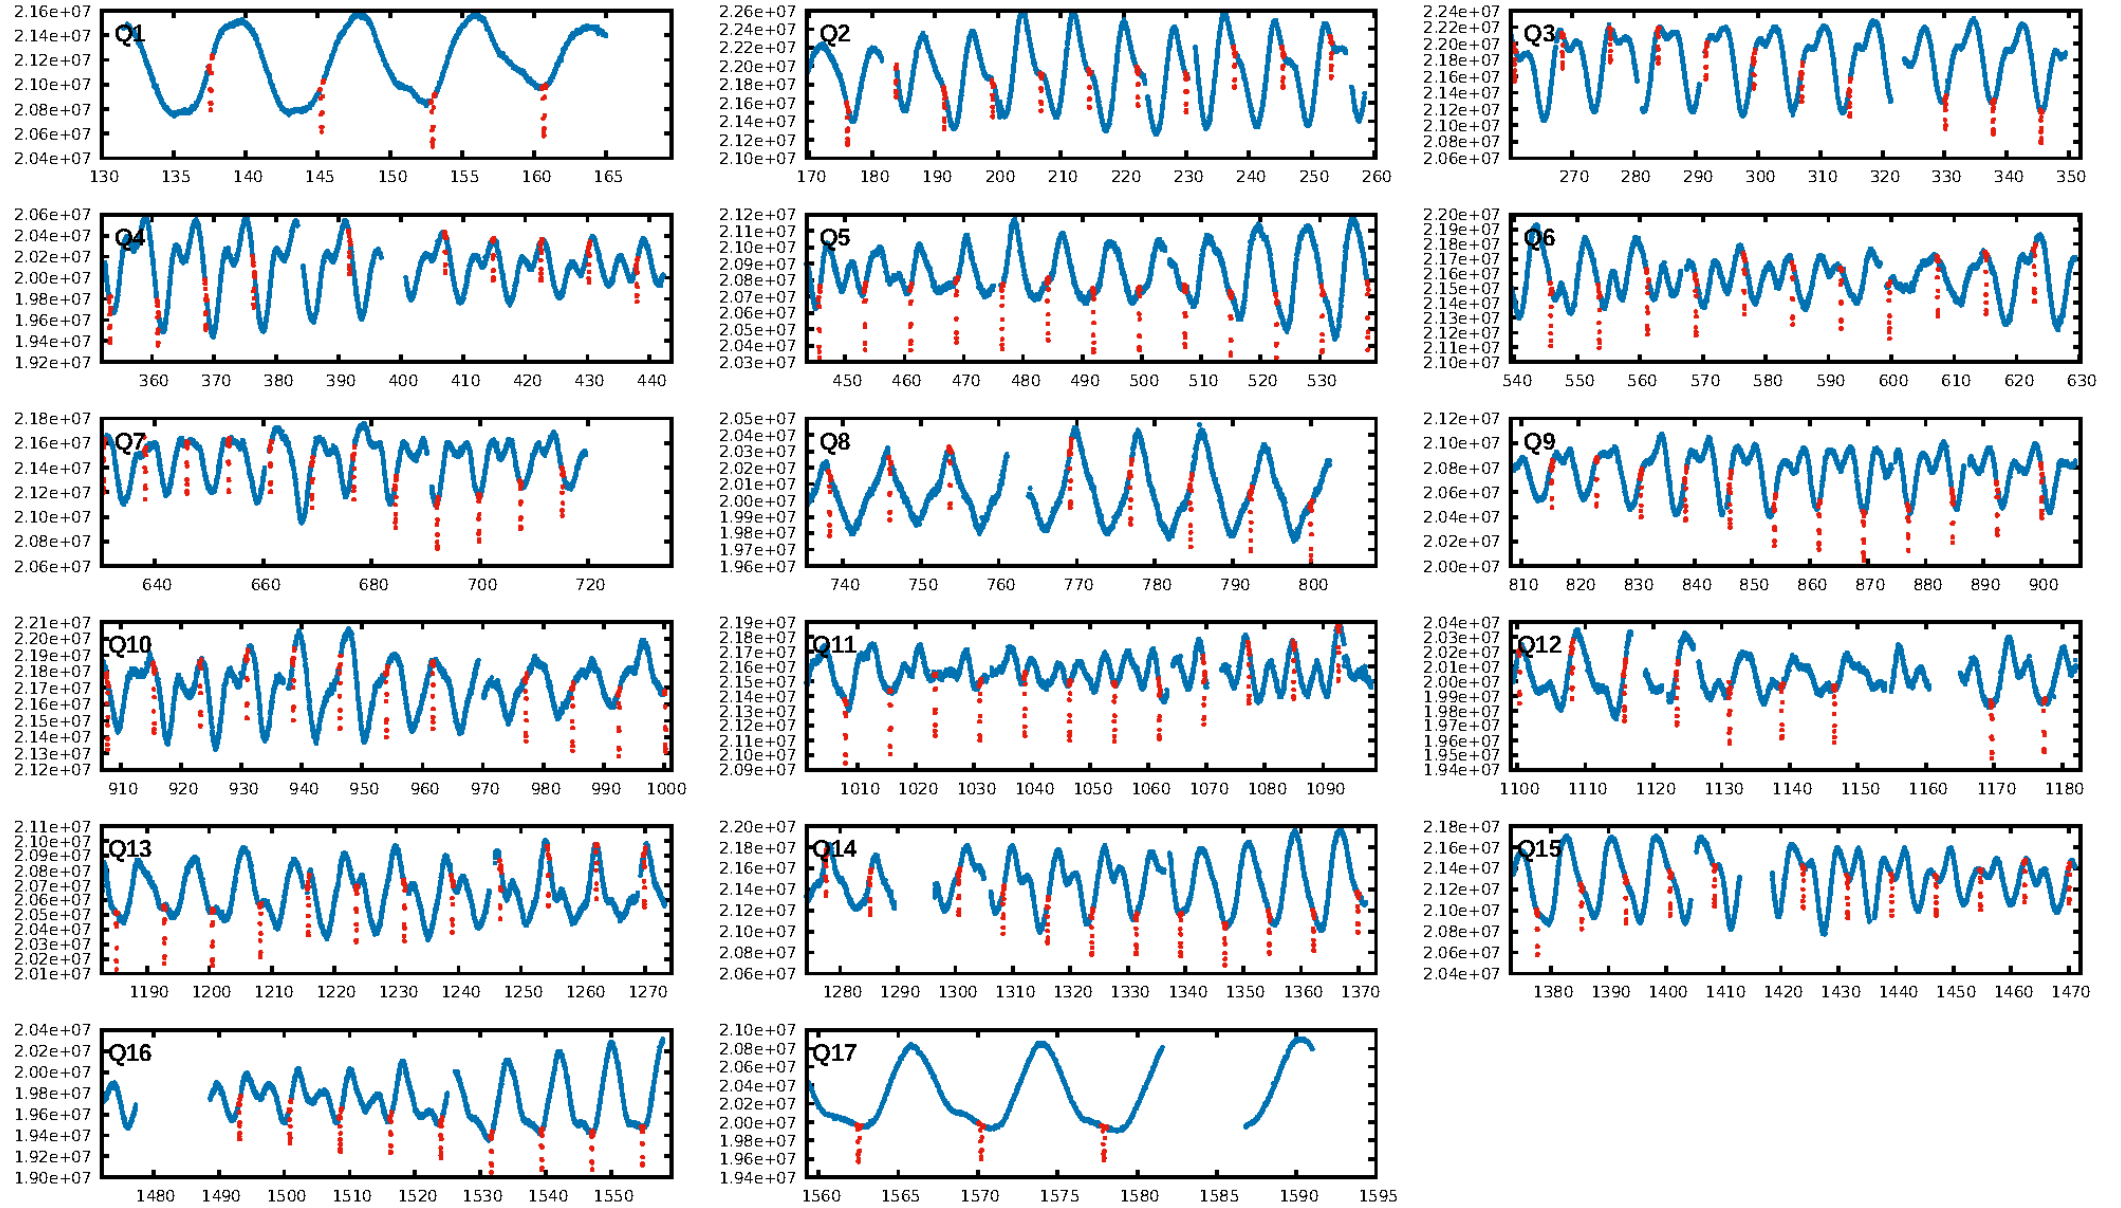 Q1
2.16e+07
2.14e+07
2.12e+07
2.10e+07
2.08e+07
2.06e+07
2.04e+07
130 135 140 145 150 155 160 165
Q2
2.26e+07
2.24e+07
2.22e+07
2.20e+07
2.18e+07
2.16e+07
2.14e+07
2.12e+07
2.10e+07
170 180 190 200 210 220 230 240 250 260
Q3
2.24e+07
2.22e+07
2.20e+07
2.18e+07
2.16e+07
2.14e+07
2.12e+07
2.10e+07
2.08e+07
2.06e+07
270 280 290 300 310 320 330 340 350
Q4
2.06e+07
2.04e+07
2.02e+07
2.00e+07
1.98e+07
1.96e+07
1.94e+07
1.92e+07
360 370 380 390 400 410 420 430 440
Q5
2.12e+07
2.11e+07
2.10e+07
2.09e+07
2.08e+07
2.07e+07
2.06e+07
2.05e+07
2.04e+07
2.03e+07
450 460 470 480 490 500 510 520 530
Q6
2.20e+07
2.19e+07
2.18e+07
2.17e+07
2.16e+07
2.15e+07
2.14e+07
2.13e+07
2.12e+07
2.11e+07
2.10e+07
540 550 560 570 580 590 600 610 620 630
Q7
2.18e+07
2.16e+07
2.14e+07
2.12e+07
2.10e+07
2.08e+07
2.06e+07
640 660 680 700 720
Q8
2.05e+07
2.04e+07
2.03e+07
2.02e+07
2.01e+07
2.00e+07
1.99e+07
1.98e+07
1.97e+07
1.96e+07
740 750 760 770 780 790 800
Q9
2.12e+07
2.10e+07
2.08e+07
2.06e+07
2.04e+07
2.02e+07
2.00e+07
810 820 830 840 850 860 870 880 890 900
Q10
2.21e+07
2.20e+07
2.19e+07
2.18e+07
2.17e+07
2.16e+07
2.15e+07
2.14e+07
2.13e+07
2.12e+07
910 920 930 940 950 960 970 980 990 1000
Q11
2.19e+07
2.18e+07
2.17e+07
2.16e+07
2.15e+07
2.14e+07
2.13e+07
2.12e+07
2.11e+07
2.10e+07
2.09e+07
1010 1020 1030 1040 1050 1060 1070 1080 1090
Q12
2.04e+07
2.03e+07
2.02e+07
2.01e+07
2.00e+07
1.99e+07
1.98e+07
1.97e+07
1.96e+07
1.95e+07
1.94e+07
1100 1110 1120 1130 1140 1150 1160 1170 1180
Q13
2.11e+07
2.10e+07
2.09e+07
2.08e+07
2.07e+07
2.06e+07
2.05e+07
2.04e+07
2.03e+07
2.02e+07
2.01e+07
1190 1200 1210 1220 1230 1240 1250 1260 1270
Q14
2.20e+07
2.18e+07
2.16e+07
2.14e+07
2.12e+07
2.10e+07
2.08e+07
2.06e+07
1280 1290 1300 1310 1320 1330 1340 1350 1360 1370
Q15
2.18e+07
2.16e+07
2.14e+07
2.12e+07
2.10e+07
2.08e+07
2.06e+07
2.04e+07
1380 1390 1400 1410 1420 1430 1440 1450 1460 1470
Q16
2.04e+07
2.02e+07
2.00e+07
1.98e+07
1.96e+07
1.94e+07
1.92e+07
1.90e+07
1480 1490 1500 1510 1520 1530 1540 1550
Q17
2.10e+07
2.08e+07
2.06e+07
2.04e+07
2.02e+07
2.00e+07
1.98e+07
1.96e+07
1.94e+07
1560 1565 1570 1575 1580 1585 1590 1595